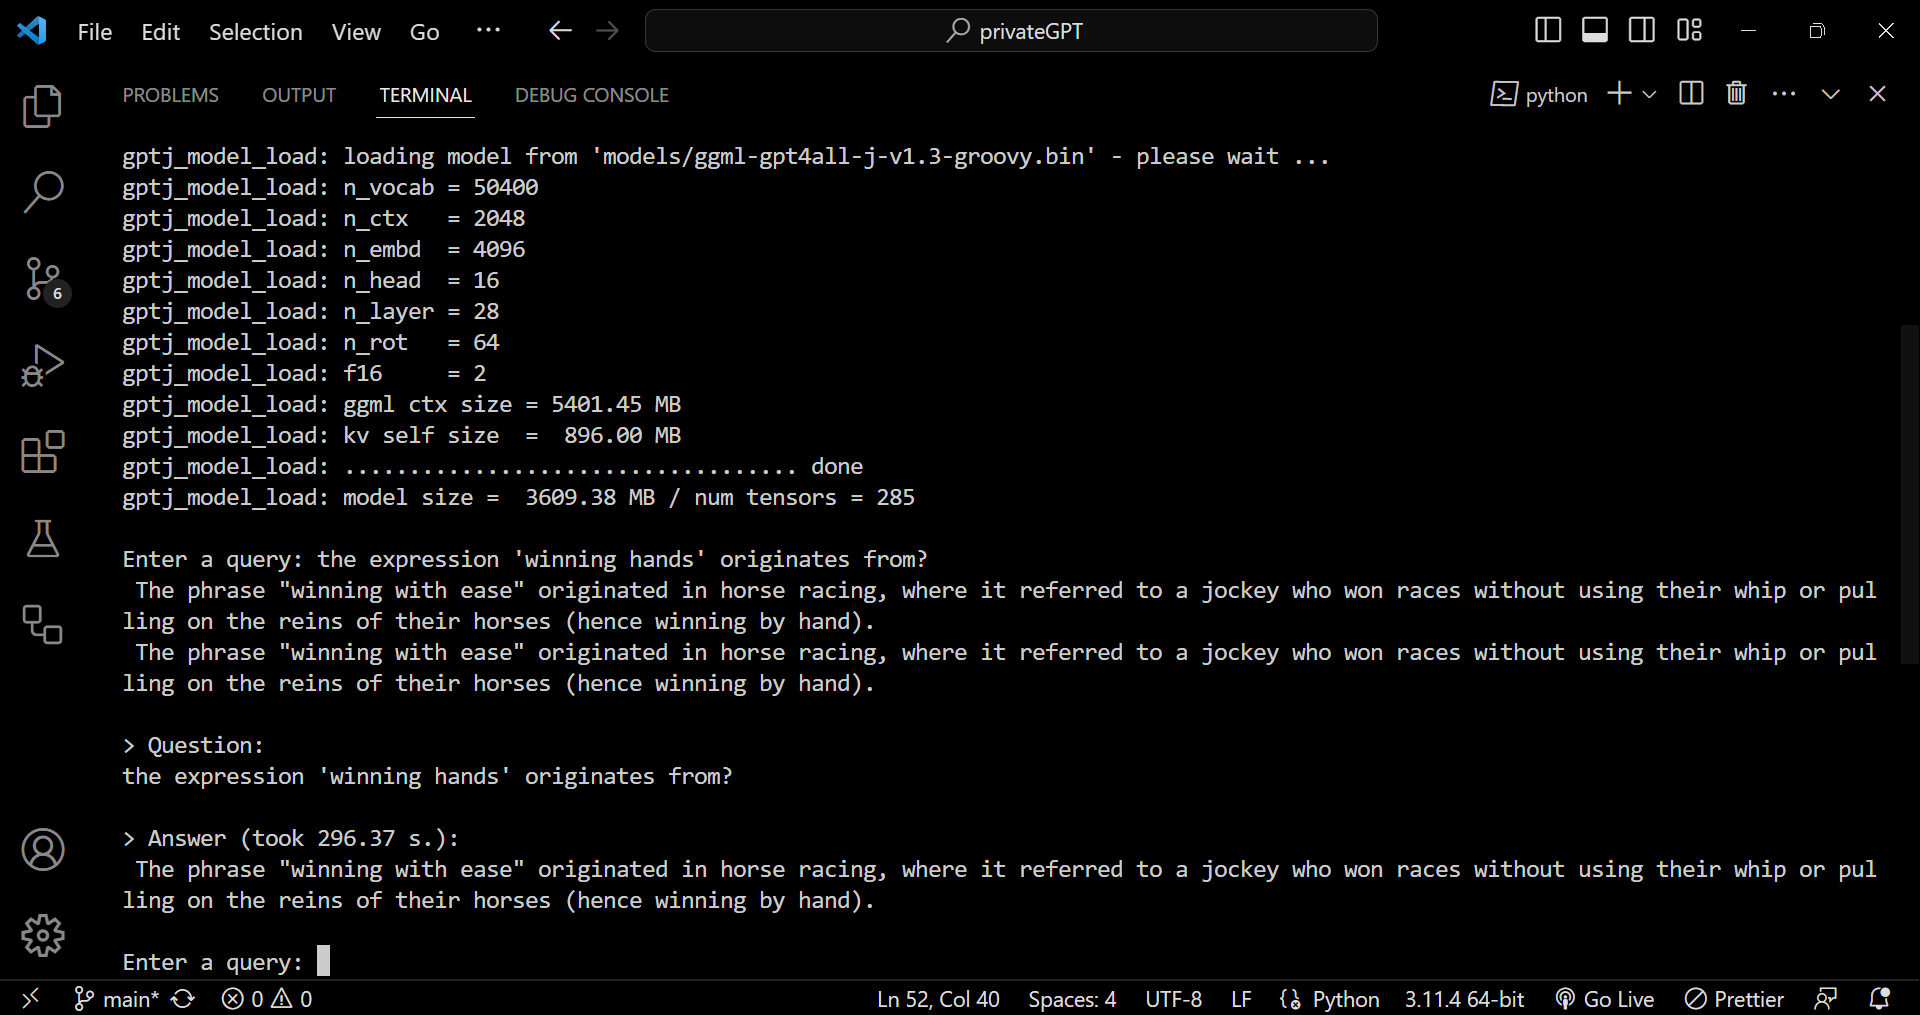 File Edit Selection View Go ··· privateGPT
PROBLEMS OUTPUT TERMINAL DEBUG CONSOLE python
gptj_model_load: loading model from 'models/ggml-gpt4all-j-v1.3-groovy.bin' - please wait ...
gptj_model_load: n_vocab = 50400
gptj_model_load: n_ctx   = 2048
gptj_model_load: n_embd  = 4096
gptj_model_load: n_head  = 16
gptj_model_load: n_layer = 28
gptj_model_load: n_rot   = 64
gptj_model_load: f16     = 2
gptj_model_load: ggml ctx size = 5401.45 MB
gptj_model_load: kv self size  =  896.00 MB
gptj_model_load: ................................... done
gptj_model_load: model size =  3609.38 MB / num tensors = 285
Enter a query: the expression 'winning hands' originates from?
The phrase "winning with ease" originated in horse racing, where it referred to a jockey who won races without using their whip or pul
ling on the reins of their horses (hence winning by hand).
The phrase "winning with ease" originated in horse racing, where it referred to a jockey who won races without using their whip or pul
ling on the reins of their horses (hence winning by hand).
> Question:
the expression 'winning hands' originates from?
> Answer (took 296.37 s.):
The phrase "winning with ease" originated in horse racing, where it referred to a jockey who won races without using their whip or pul
ling on the reins of their horses (hence winning by hand).
Enter a query:
6
main* 0 0 Ln 52, Col 40 Spaces: 4 UTF-8 LF Python 3.11.4 64-bit Go Live Prettier